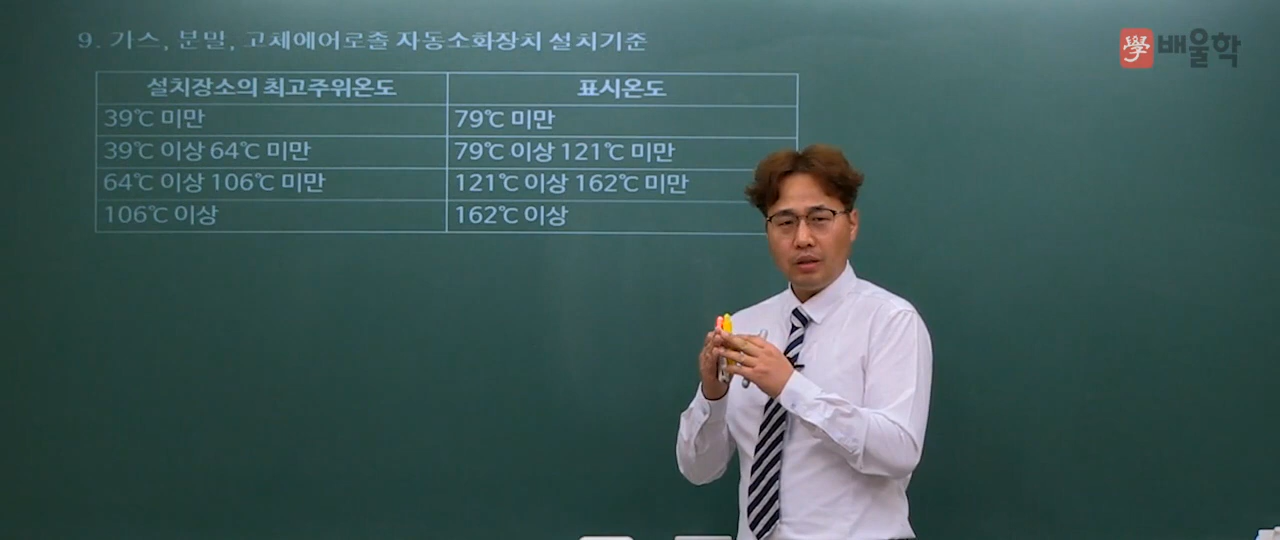 9. 가스, 분말, 고체에어로졸 자동소화장치 설치기준
學 배울학
설치장소의 최고주위온도 표시온도
39℃ 미만 79℃ 미만
39℃ 이상 64℃ 미만 79℃ 이상 121℃ 미만
64℃ 이상 106℃ 미만 121℃ 이상 162℃ 미만
106℃ 이상 162℃ 이상